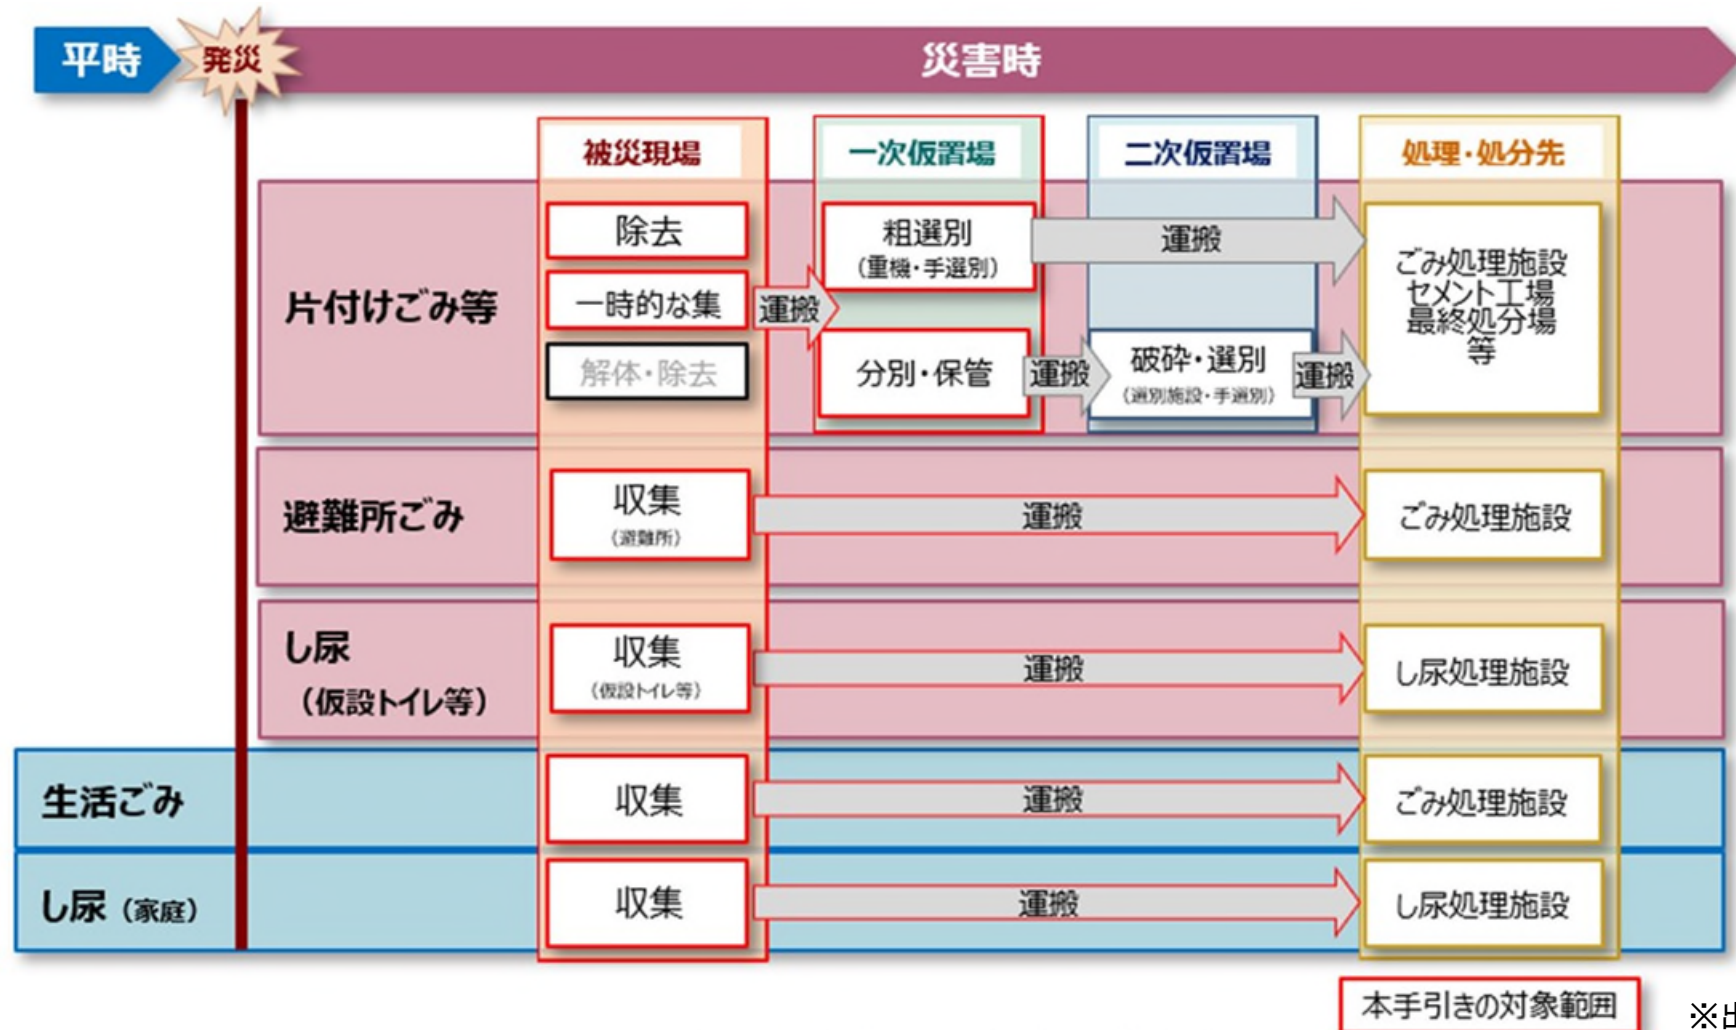 平時
発災
災害時
被災現場
一次仮置場
二次仮置場
処理・処分先
片付けごみ等
除去
一時的な集
解体・除去
運搬
粗選別
（重機・手選別）
分別・保管
運搬
運搬
破砕・選別
（選別施設・手選別）
運搬
ごみ処理施設
セメント工場
最終処分場
等
避難所ごみ
収集
（避難所）
運搬
ごみ処理施設
し尿
（仮設トイレ等）
収集
（仮設トイレ等）
運搬
し尿処理施設
生活ごみ
収集
運搬
ごみ処理施設
し尿（家庭）
収集
運搬
し尿処理施設
本手引きの対象範囲